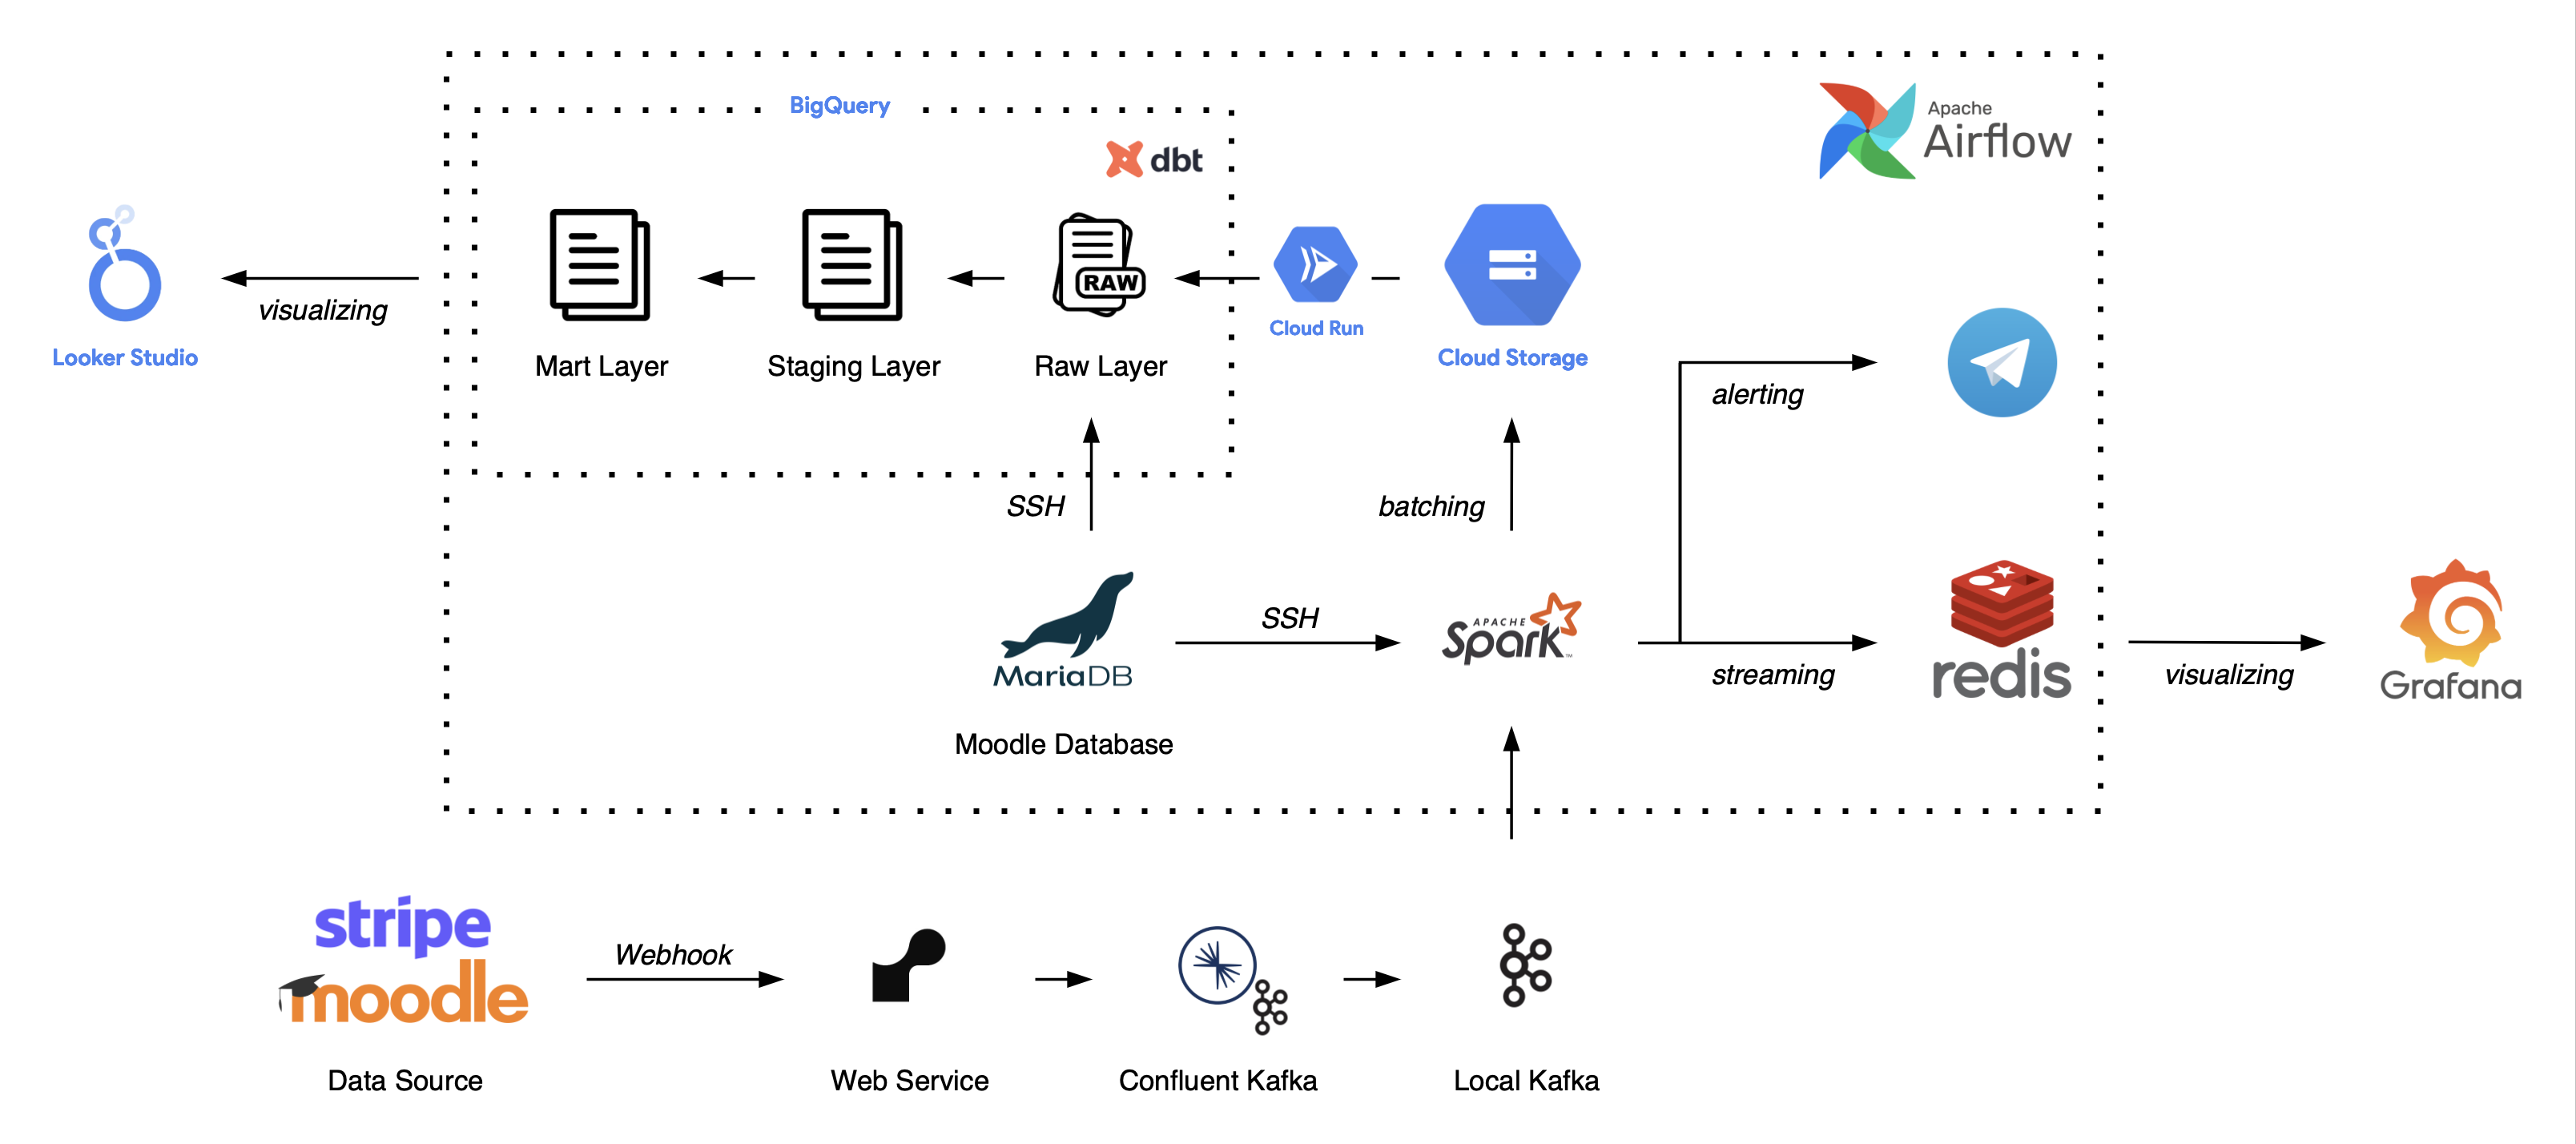 BigQuery
Apache
Airflow
dbt
RAW
Cloud Run
visualizing
Looker Studio
Mart Layer
Staging Layer
Raw Layer
Cloud Storage
alerting
SSH
batching
SSH
APACHE
Spark™
MariaDB
streaming
redis
visualizing
Grafana
Moodle Database
stripe
moodle
Webhook
Data Source
Web Service
Confluent Kafka
Local Kafka